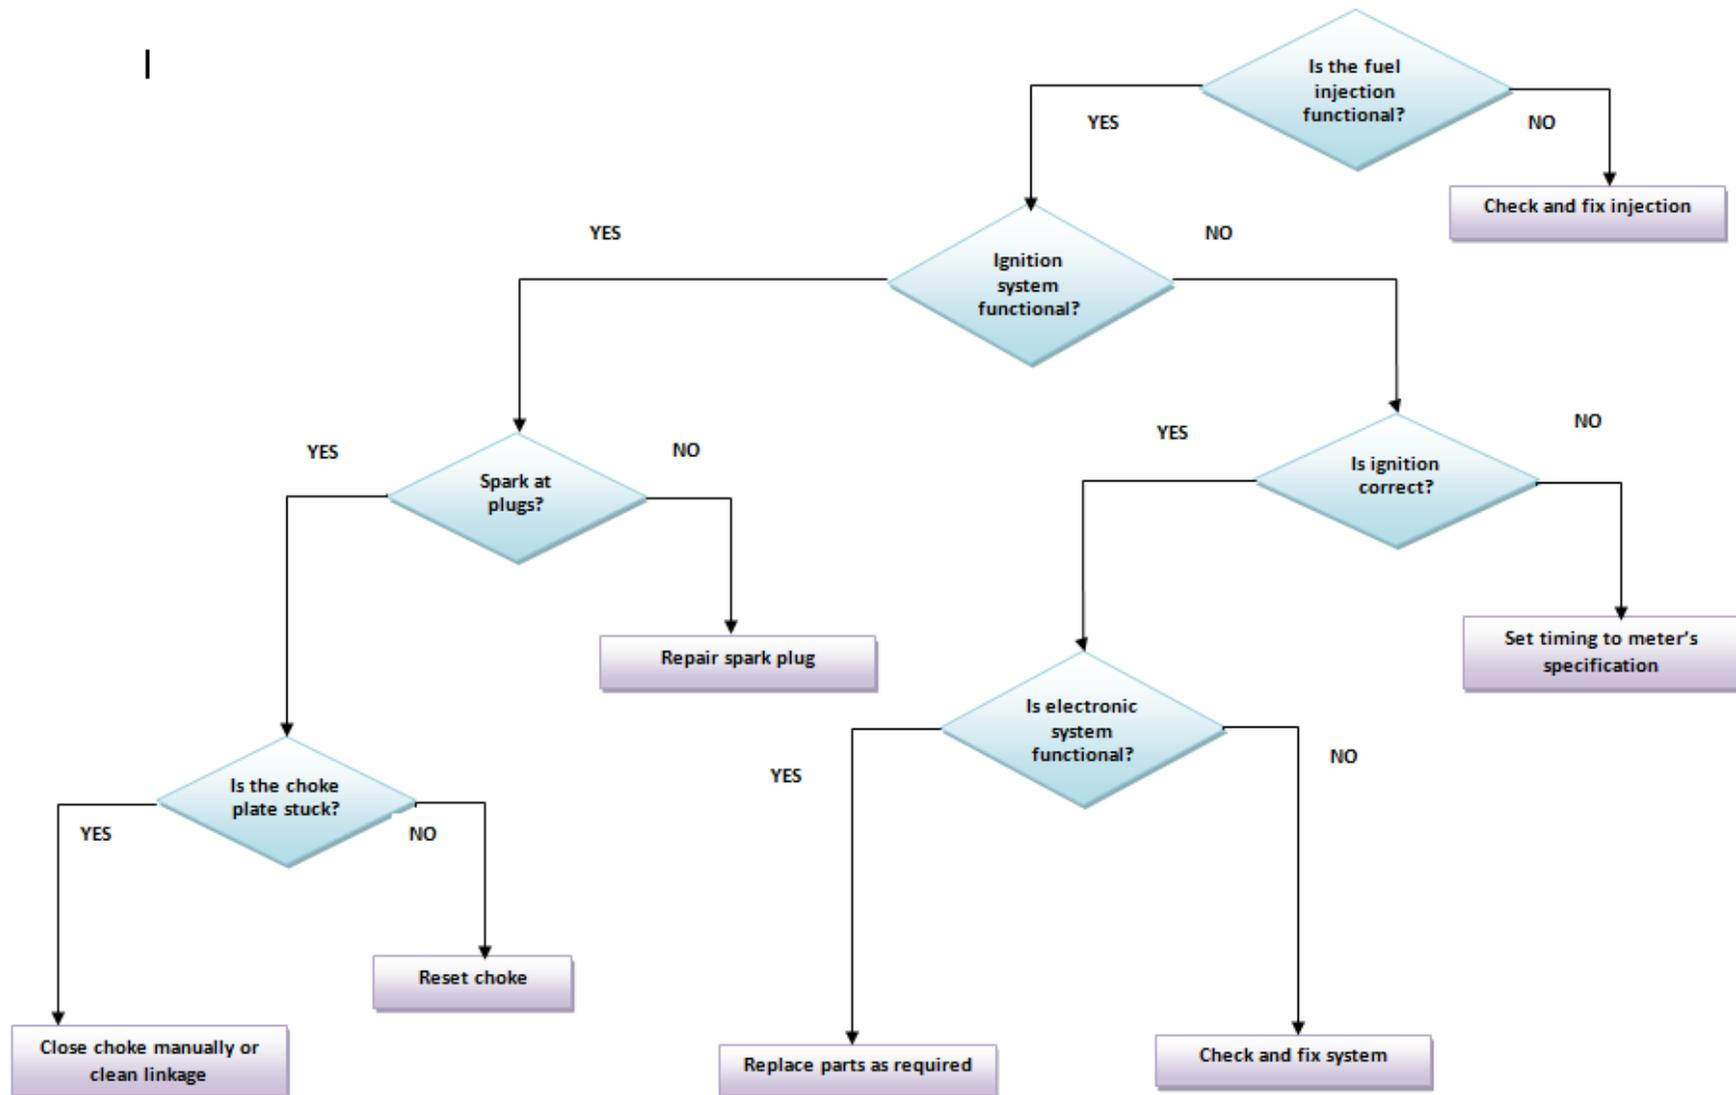 Is the fuel
injection
functional?
YES
NO
Check and fix injection
YES
NO
Ignition
system
functional?
YES
NO
Spark at
plugs?
YES
NO
Is ignition
correct?
Repair spark plug
Set timing to meter's
specification
Is electronic
system
functional?
YES
NO
Is the choke
plate stuck?
YES
NO
Reset choke
Close choke manually or
clean linkage
Replace parts as required
Check and fix system